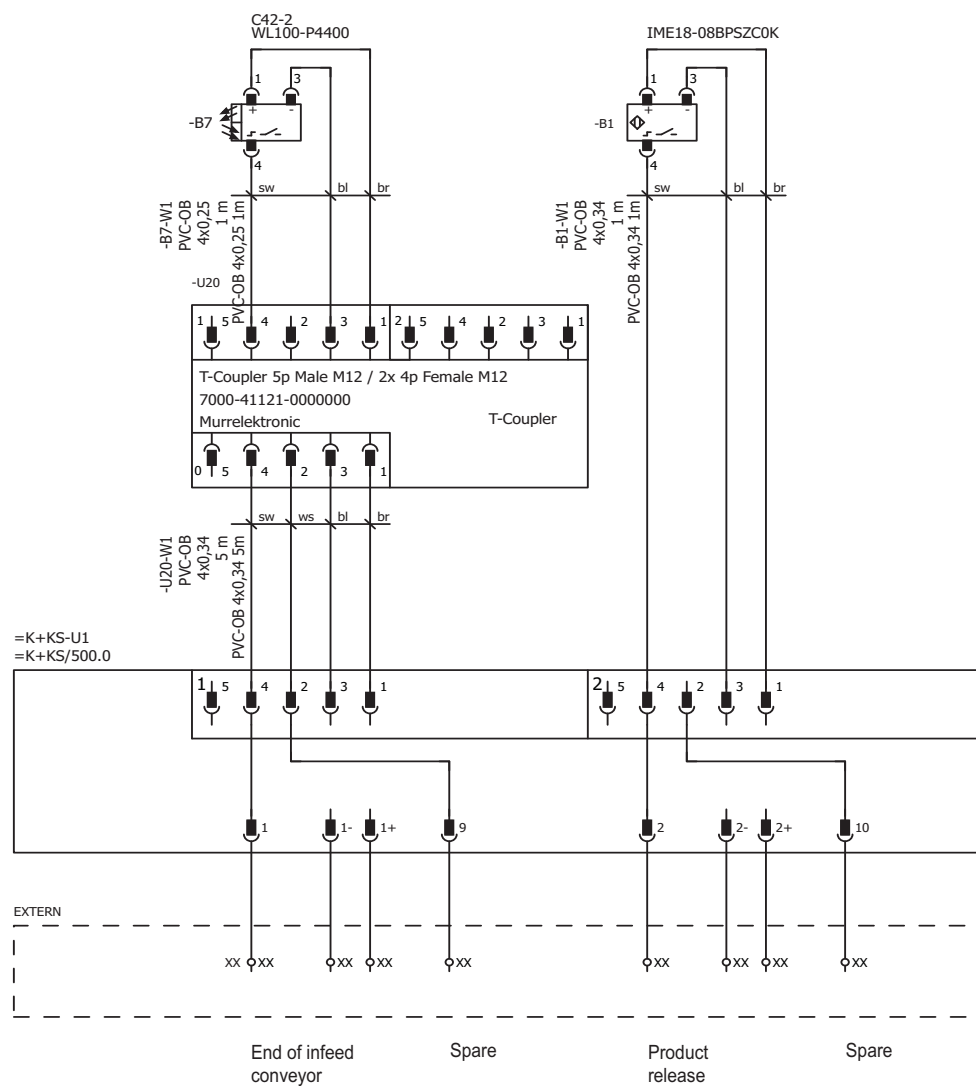 C42-2
WL100-P4400
IME18-08BPSZC0K
1 3
1 3
-B7 + -
-B1 + -
4
4
sw bl br
sw bl br
-B7-W1
PVC-OB
4x0,25
1 m
PVC-OB 4x0,25 1m
-B1-W1
PVC-OB
4x0,34
1 m
PVC-OB 4x0,34 1m
-U20
1 5 4 2 3 1 2 5 4 2 3 1
T-Coupler 5p Male M12 / 2x 4p Female M12
7000-41121-0000000
Murrelektronic
T-Coupler
0 5 4 2 3 1
sw ws bl br
-U20-W1
PVC-OB
4x0,34
5 m
PVC-OB 4x0,34 5m
=K+KS-U1
=K+KS/500.0
1 5 4 2 3 1 2 5 4 2 3 1
1 1- 1+ 9 2 2- 2+ 10
EXTERN
xx xx xx xx xx xx xx xx xx
End of infeed
conveyor
Spare
Product
release
Spare